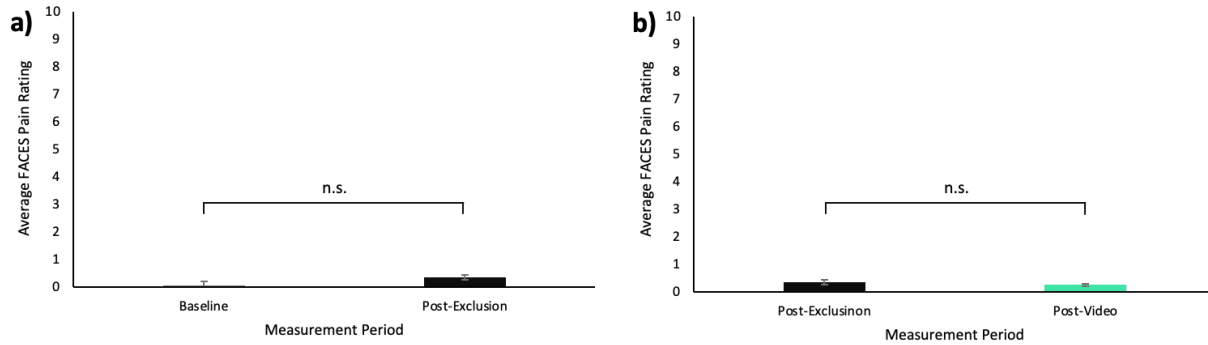 a)
Average FACES Pain Rating
10
9
8
7
6
5
4
3
2
1
0
n.s.
Baseline
Post-Exclusion
Measurement Period
b)
Average FACES Pain Rating
10
9
8
7
6
5
4
3
2
1
0
n.s.
Post-Exclusinon
Post-Video
Measurement Period